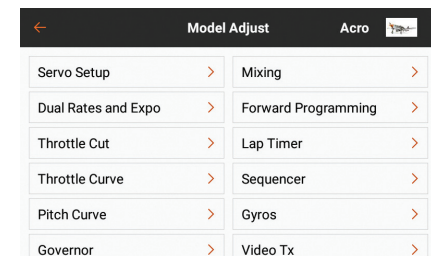 Model Adjust Acro
Servo Setup
Mixing
Dual Rates and Expo
Forward Programming
Throttle Cut
Lap Timer
Throttle Curve
Sequencer
Pitch Curve
Gyros
Governor
Video Tx